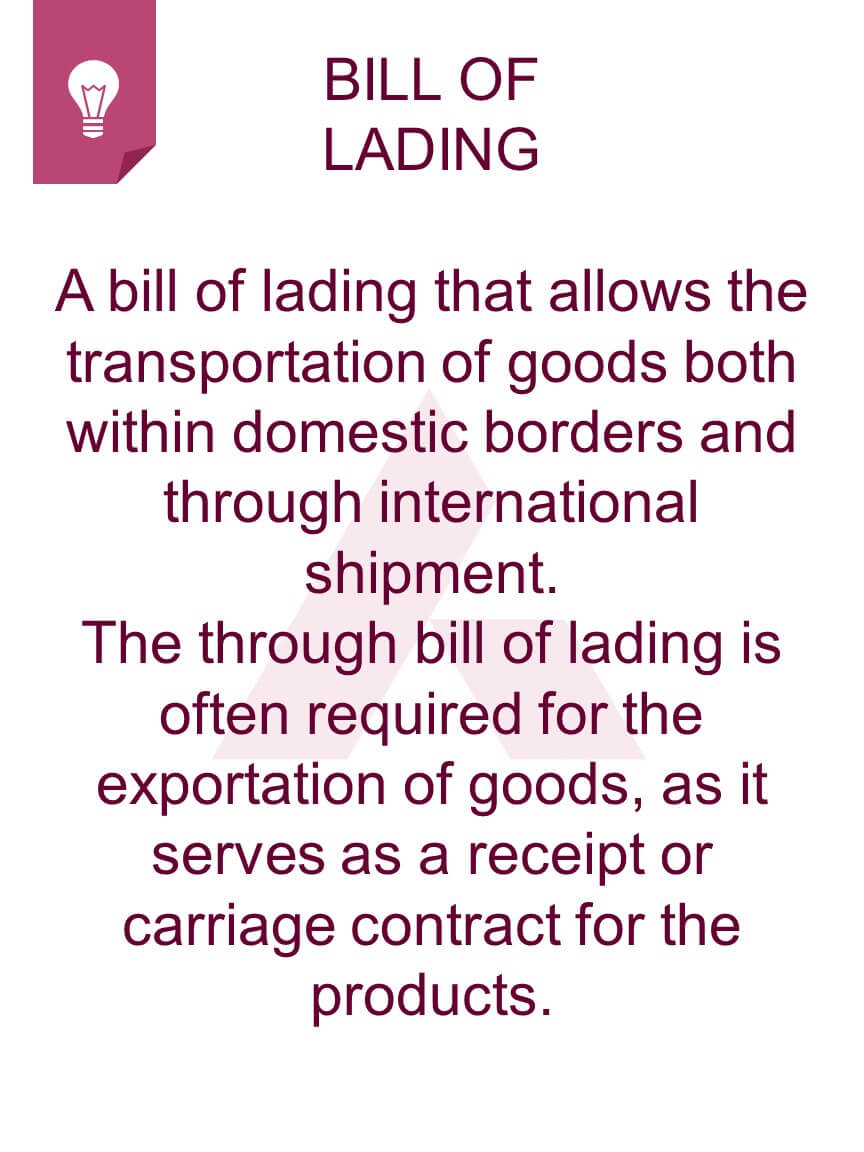 BILL OF
LADING
A bill of lading that allows the
transportation of goods both
within domestic borders and
through international
shipment.
The through bill of lading is
often required for the
exportation of goods, as it
serves as a receipt or
carriage contract for the
products.